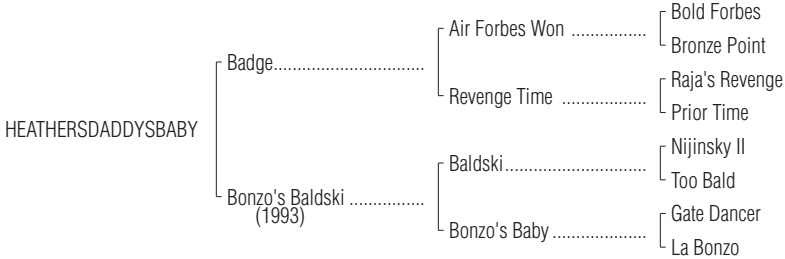 Bold Forbes
Air Forbes Won ................
Bronze Point
Badge...............................
Raja's Revenge
Revenge Time ..................
Prior Time
HEATHERSDADDYSBABY
Nijinsky II
Baldski..............................
Too Bald
Bonzo's Baldski ................
(1993)
Gate Dancer
Bonzo's Baby ....................
La Bonzo